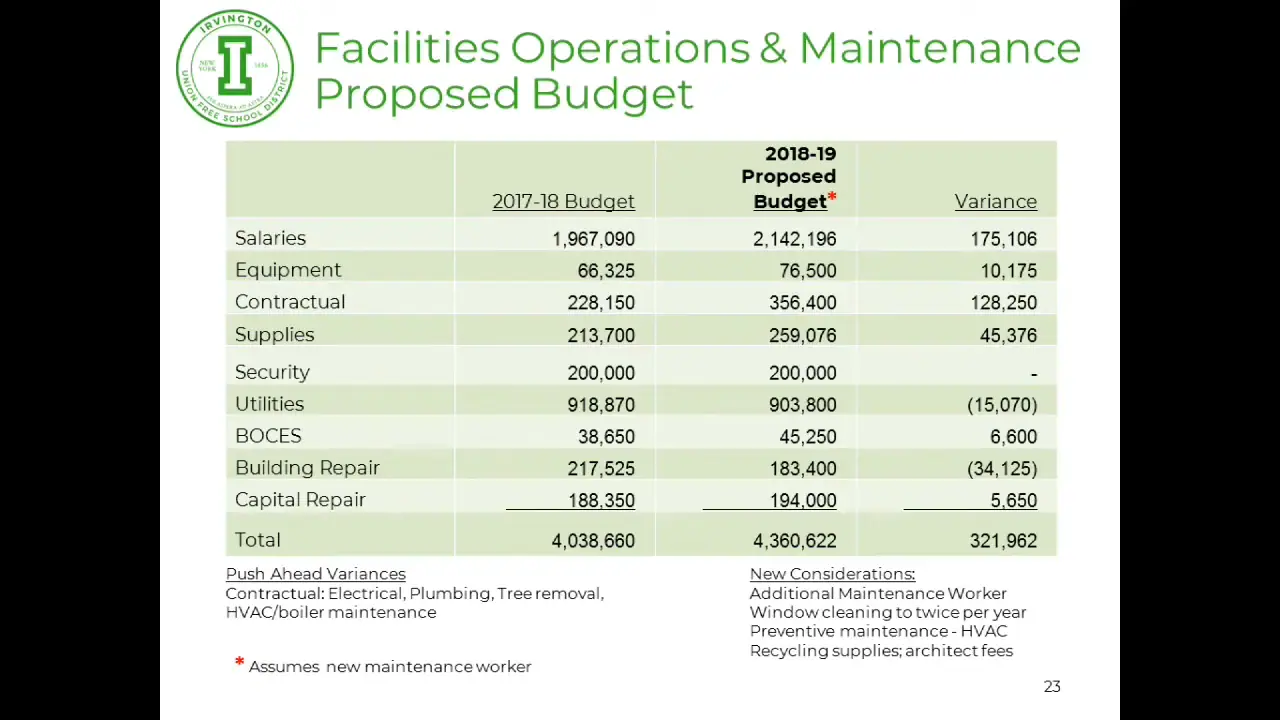 IRVINGTON
NEW YORK
1898
UNION FREE SCHOOL DISTRICT
Facilities Operations & Maintenance
Proposed Budget
2017-18 Budget 2018-19 Proposed Budget* Variance
Salaries 1,967,090 2,142,196 175,106
Equipment 66,325 76,500 10,175
Contractual 228,150 356,400 128,250
Supplies 213,700 259,076 45,376
Security 200,000 200,000 -
Utilities 918,870 903,800 (15,070)
BOCES 38,650 45,250 6,600
Building Repair 217,525 183,400 (34,125)
Capital Repair 188,350 194,000 5,650
Total 4,038,660 4,360,622 321,962
Push Ahead Variances
Contractual: Electrical, Plumbing, Tree removal,
HVAC/boiler maintenance
* Assumes new maintenance worker
New Considerations:
Additional Maintenance Worker
Window cleaning to twice per year
Preventive maintenance - HVAC
Recycling supplies; architect fees
23